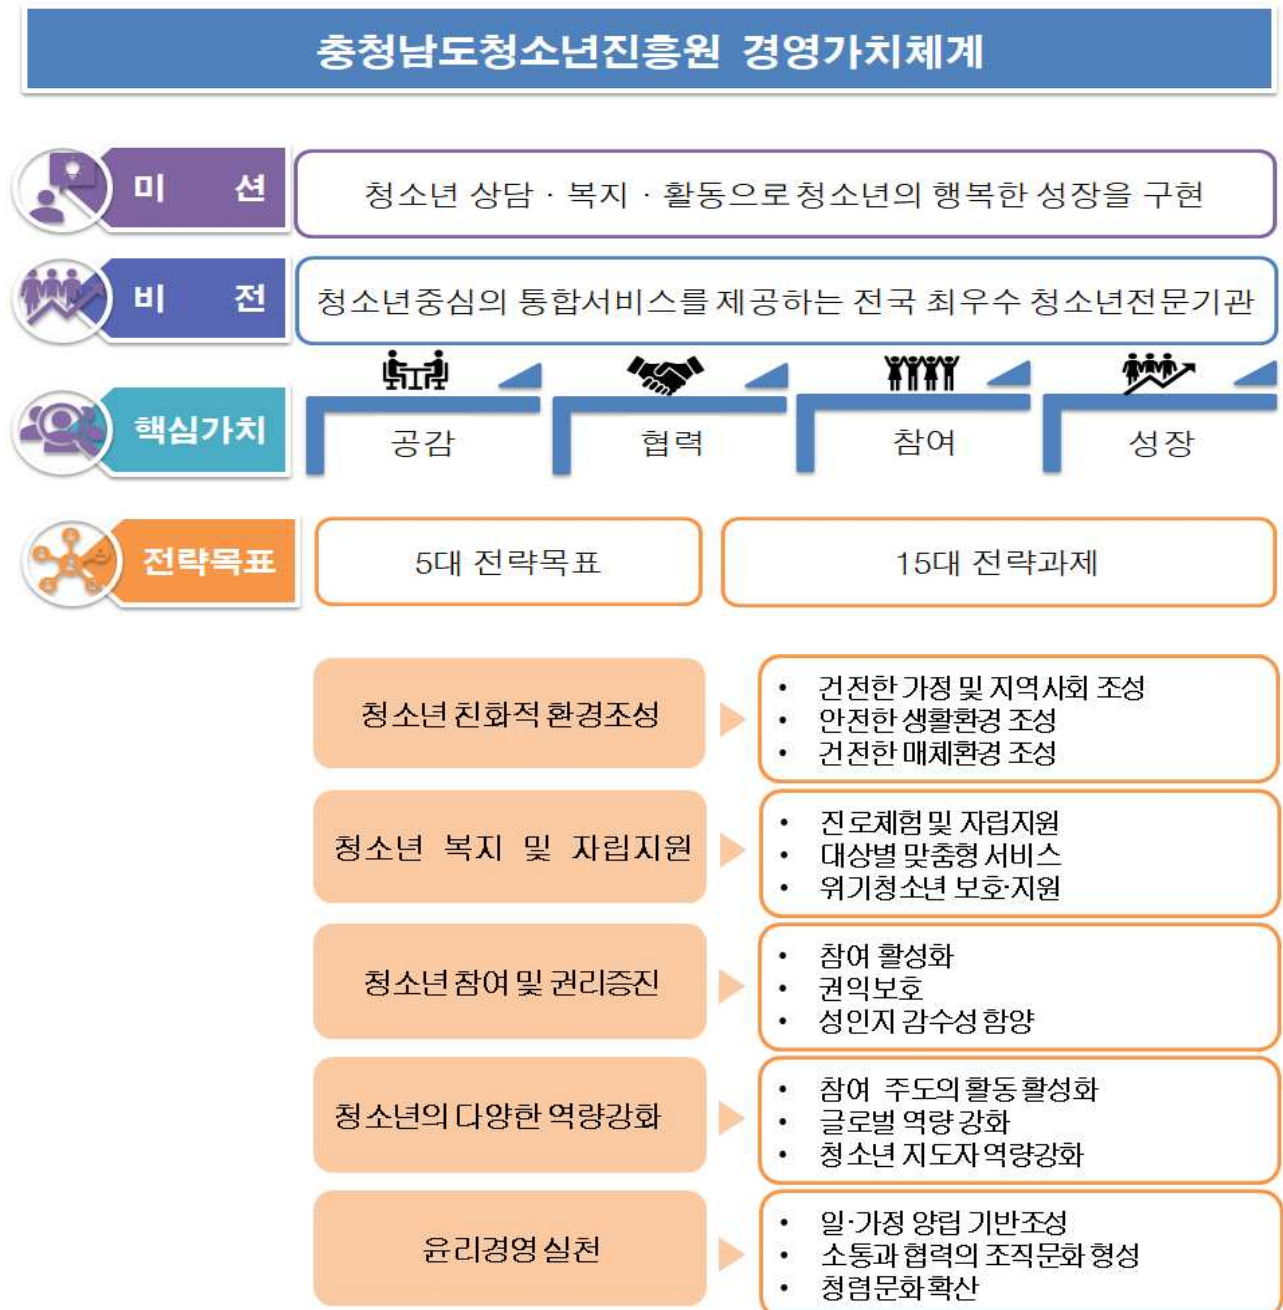 충청남도청소년진흥원 경영가치체계
미 션
청소년 상담 · 복지 · 활동으로 청소년의 행복한 성장을 구현
비 전
청소년중심의 통합서비스를 제공하는 전국 최우수 청소년전문기관
핵심가치
공감
협력
참여
성장
전략목표
5대 전략목표
15대 전략과제
청소년 친화적 환경조성
• 건전한 가정 및 지역사회 조성
• 안전한 생활환경 조성
• 건전한 매체환경 조성
청소년 복지 및 자립지원
• 진로체험 및 자립지원
• 대상별 맞춤형 서비스
• 위기청소년 보호·지원
청소년 참여 및 권리증진
• 참여 활성화
• 권익보호
• 성인지 감수성 함양
청소년의 다양한 역량강화
• 참여 주도의 활동 활성화
• 글로벌 역량 강화
• 청소년 지도자 역량강화
윤리경영 실천
• 일·가정 양립 기반조성
• 소통과 협력의 조직문화 형성
• 청렴문화 확산